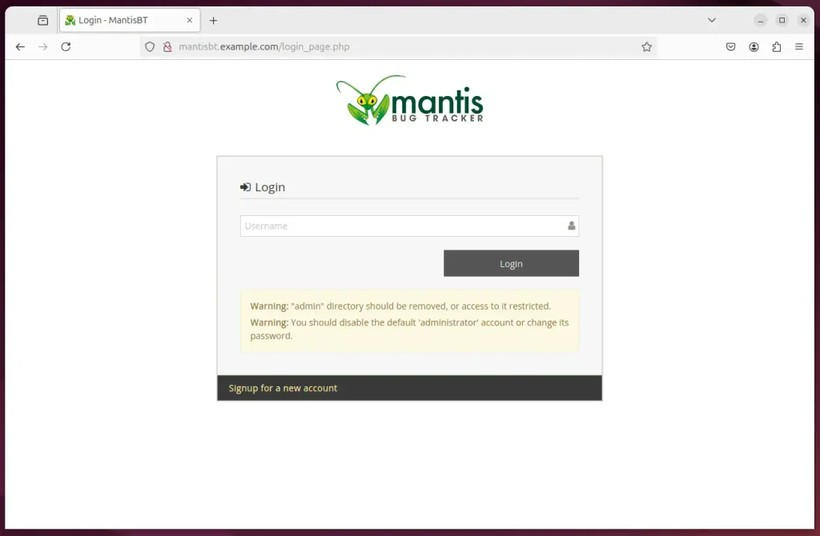 Login - MantisBT
mantisbt.example.com/login_page.php
mantis
BUG TRACKER
Login
Username
Login
Warning: "admin" directory should be removed, or access to it restricted.
Warning: You should disable the default 'administrator' account or change its
password.
Signup for a new account